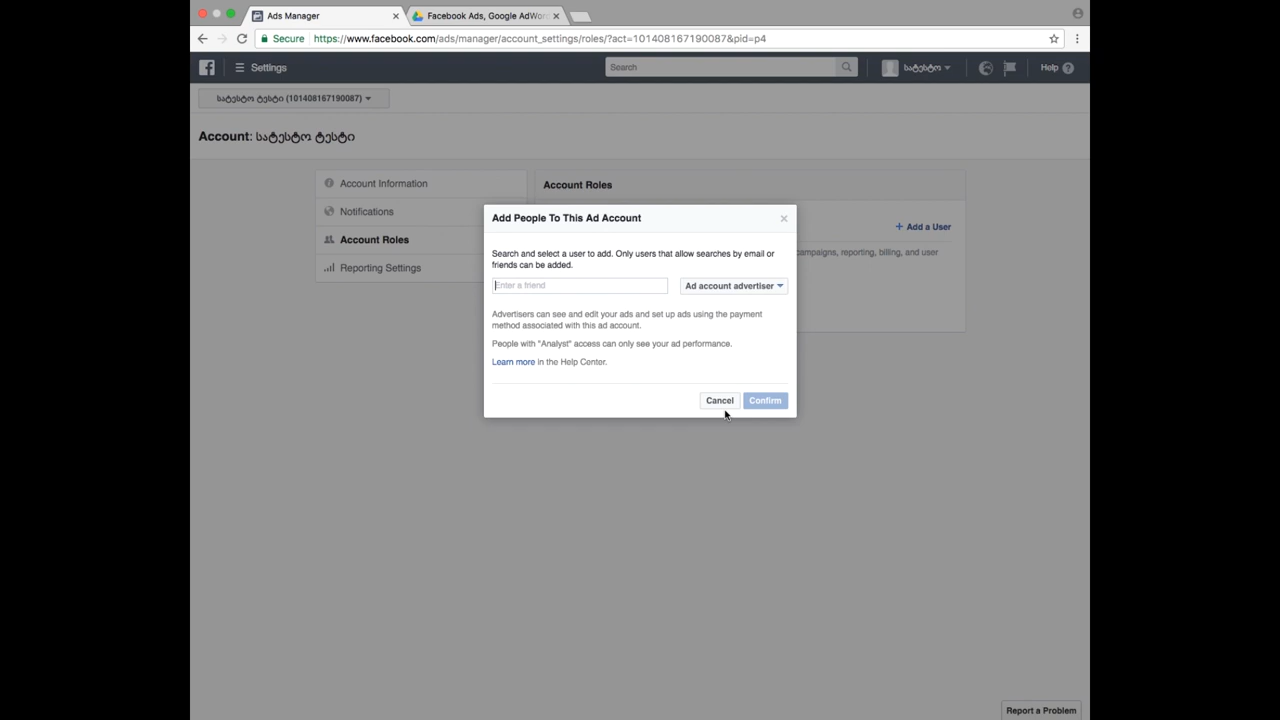 Ads Manager
Facebook Ads, Google AdWor
Secure
https://www.facebook.com/ads/manager/account_settings/roles/?act=101408167190087&pid=p4
Settings
Search
სატესტო
Help
სატესტო ტესტი (101408167190087)
Account: სატესტო ტესტი
Account Information
Notifications
Account Roles
Reporting Settings
Account Roles
+ Add a User
campaigns, reporting, billing, and user
Add People To This Ad Account
Search and select a user to add. Only users that allow searches by email or
friends can be added.
Enter a friend
Ad account advertiser
Advertisers can see and edit your ads and set up ads using the payment
method associated with this ad account.
People with "Analyst" access can only see your ad performance.
Learn more in the Help Center.
Cancel
Confirm
Report a Problem